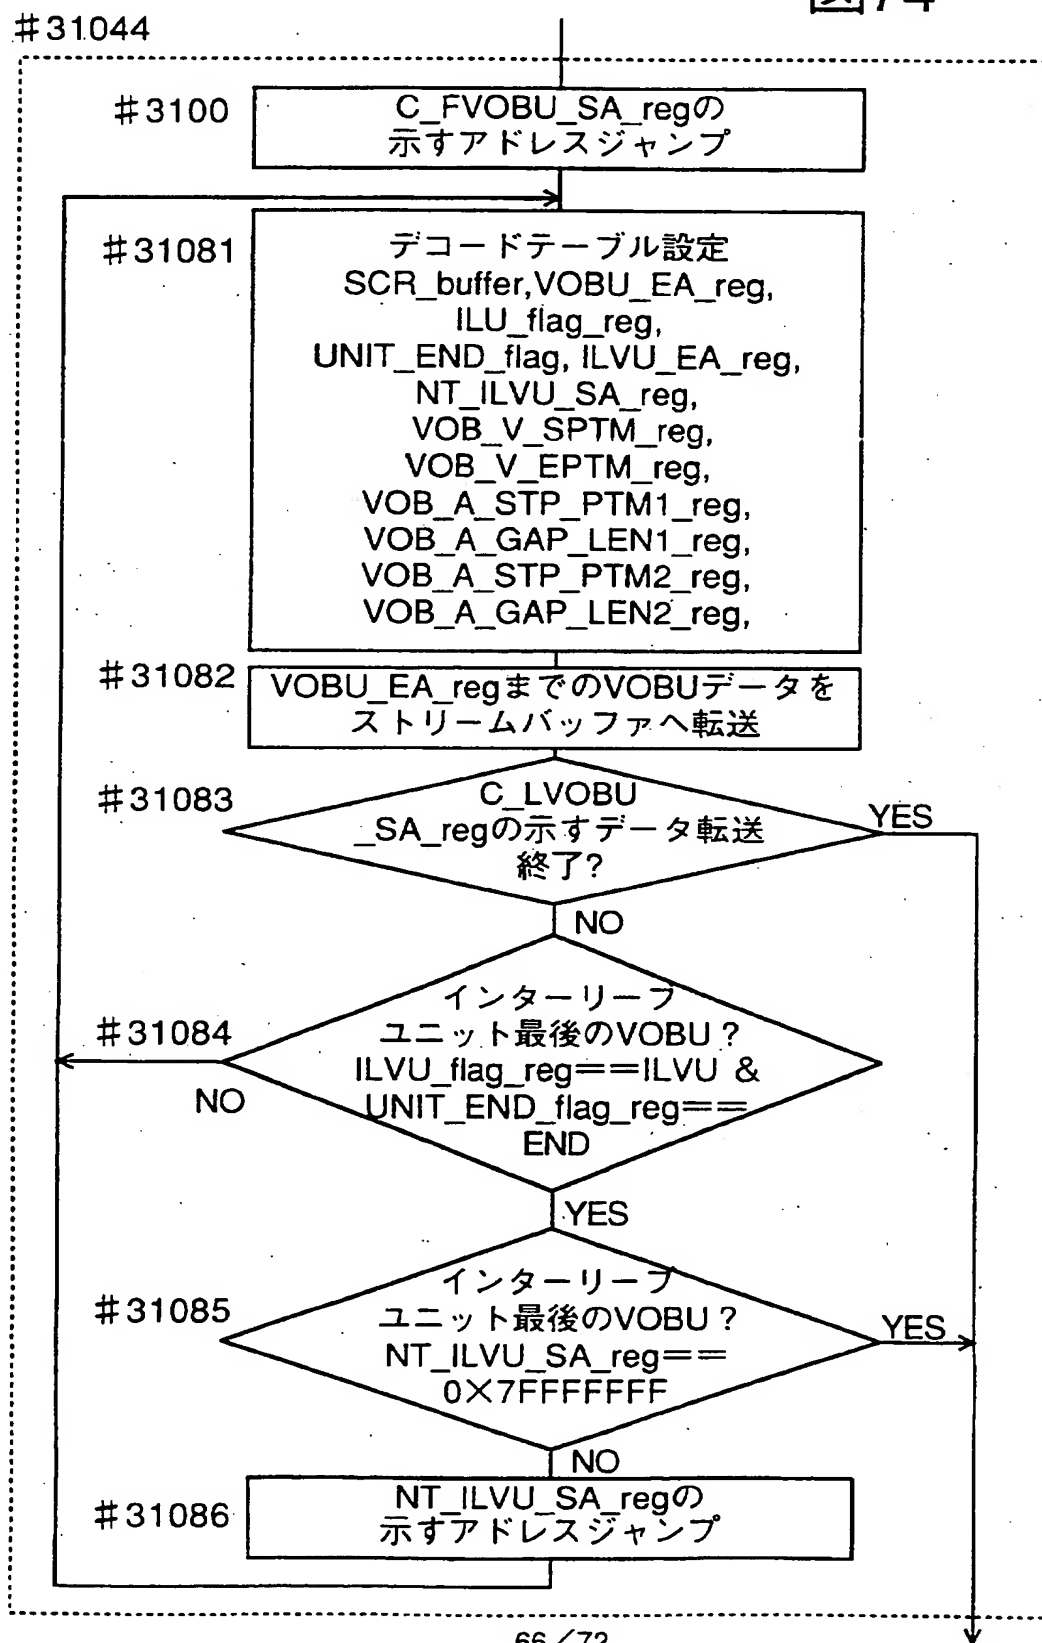 図74
#31044
#3100
C_FVOBU_SA_regの
示すアドレスジャンプ
#31081
デコードテーブル設定
SCR_buffer,VOBU_EA_reg,
ILU_flag_reg,
UNIT_END_flag, ILVU_EA_reg,
NT_ILVU_SA_reg,
VOB_V_SPTM_reg,
VOB_V_EPTM_reg,
VOB_A_STP_PTM1_reg,
VOB_A_GAP_LEN1_reg,
VOB_A_STP_PTM2_reg,
VOB_A_GAP_LEN2_reg,
#31082
VOBU_EA_regまでのVOBUデータを
ストリームバッファへ転送
#31083
C_LVOBU
_SA_regの示すデータ転送
終了?
YES
NO
#31084
インターリーブ
ユニット最後のVOBU？
ILVU_flag_reg==ILVU &
UNIT_END_flag_reg==
END
NO
YES
#31085
インターリーブ
ユニット最後のVOBU？
NT_ILVU_SA_reg==
0×7FFFFFFF
YES
NO
#31086
NT_ILVU_SA_regの
示すアドレスジャンプ
66/72